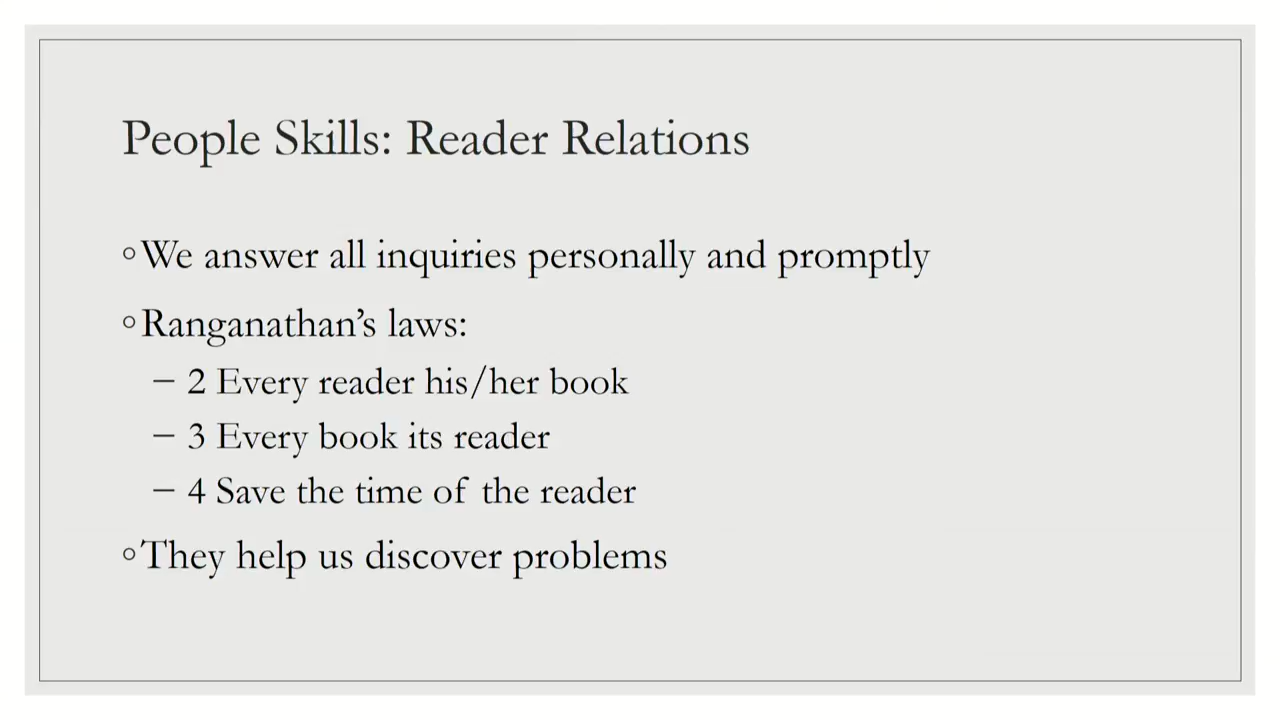 People Skills: Reader Relations
◦We answer all inquiries personally and promptly
◦Ranganathan’s laws:
– 2 Every reader his/her book
– 3 Every book its reader
– 4 Save the time of the reader
◦They help us discover problems